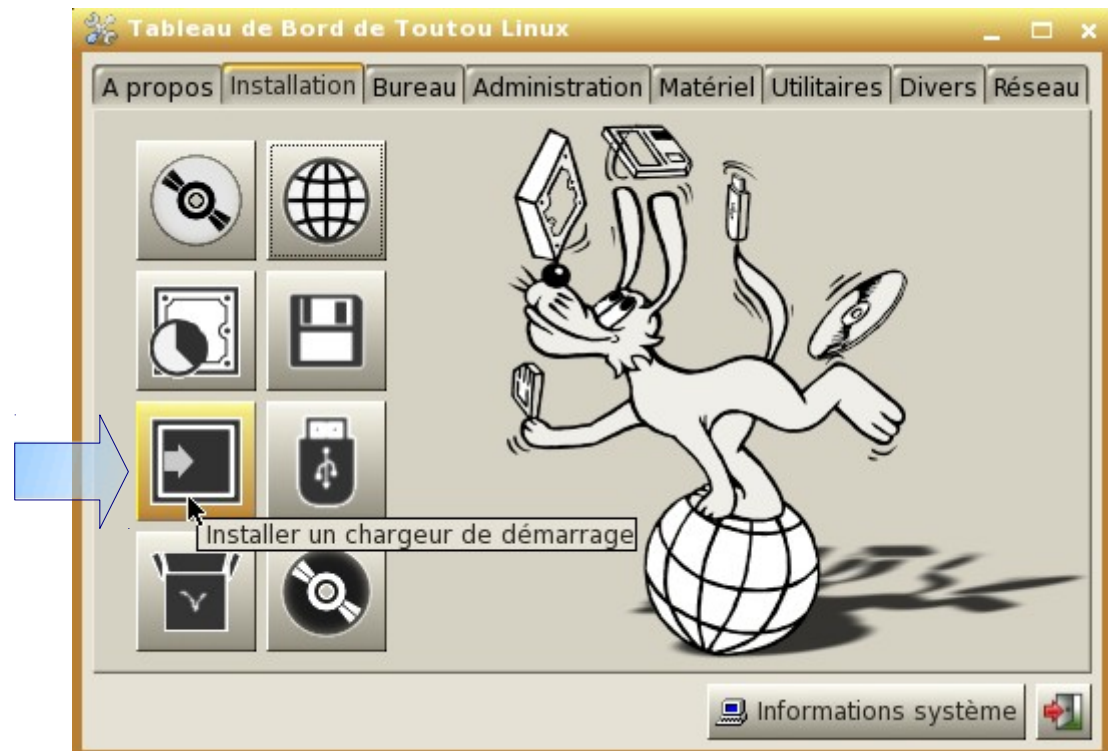 Tableau de Bord de Toutou Linux
A propos Installation Bureau Administration Matériel Utilitaires Divers Réseau
Installer un chargeur de démarrage
Informations système